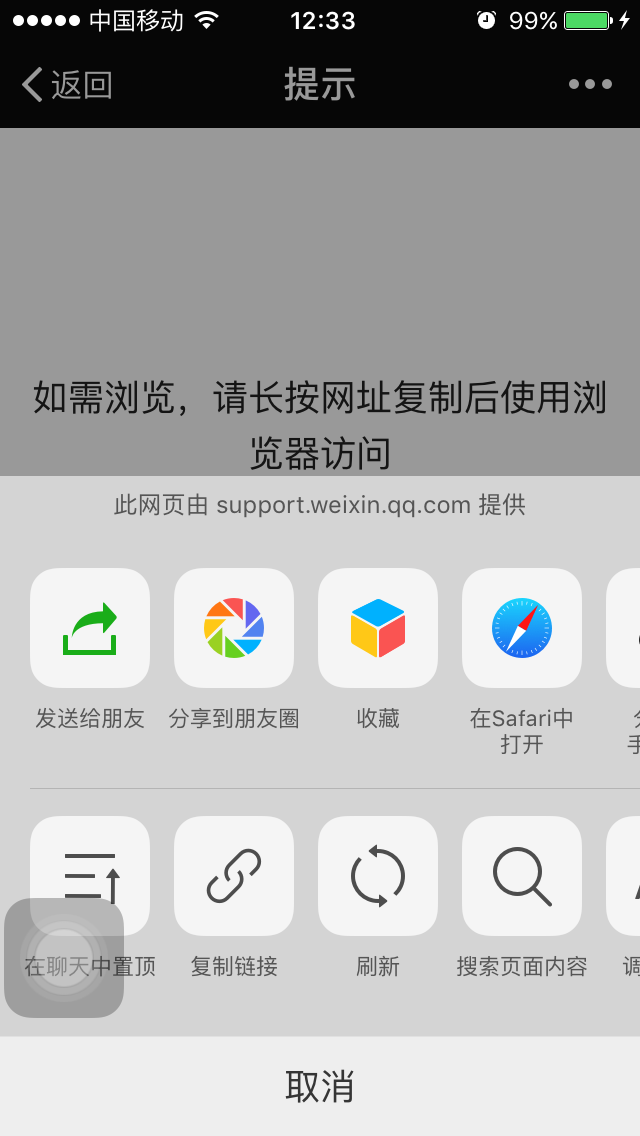 中国移动 12:33 99%
返回 提示
如需浏览，请长按网址复制后使用浏
览器访问
此网页由 support.weixin.qq.com 提供
发送给朋友 分享到朋友圈 收藏 在Safari中
打开
在聊天中置顶 复制链接 刷新 搜索页面内容 调
取消